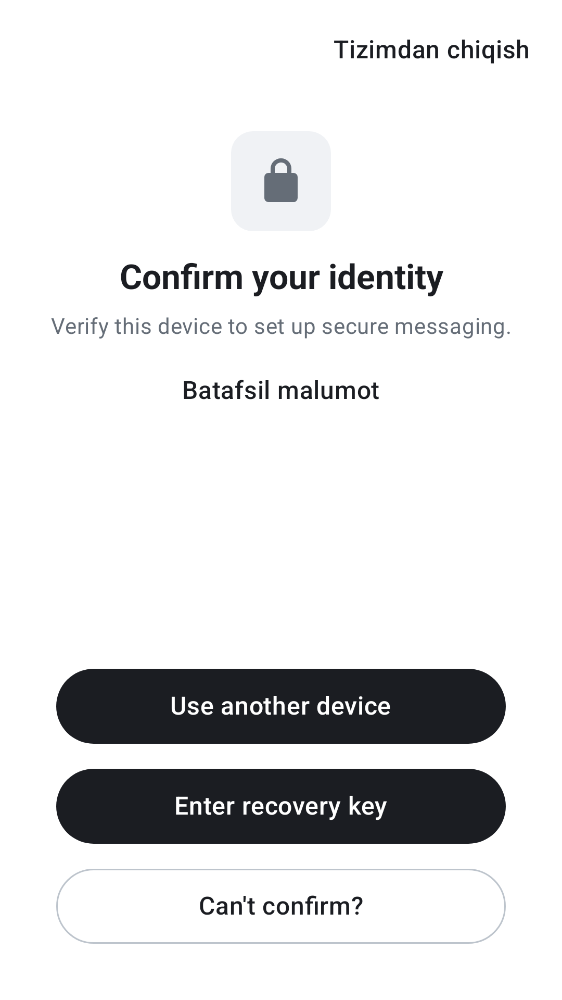 Tizimdan chiqish
Confirm your identity
Verify this device to set up secure messaging.
Batafsil malumot
Use another device
Enter recovery key
Can't confirm?